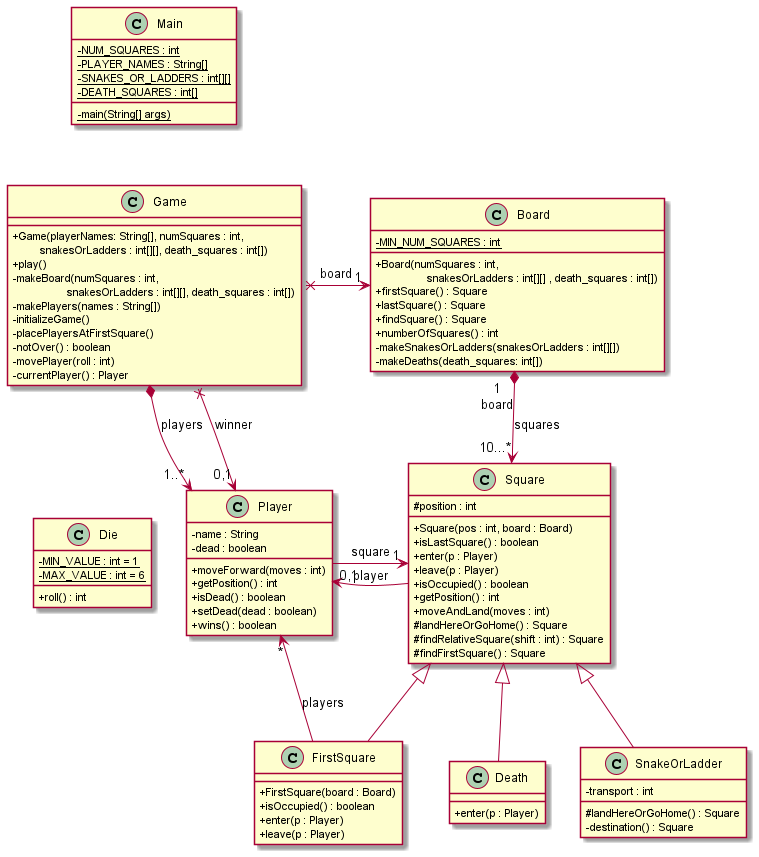 C Main
-NUM_SQUARES : int
-PLAYER_NAMES : String[]
-SNAKES_OR_LADDERS : int[][]
-DEATH_SQUARES : int[]
-main(String[] args)
C Game
+Game(playerNames: String[], numSquares : int,
snakesOrLadders : int[][], death_squares : int[])
+play()
-makeBoard(numSquares : int,
snakesOrLadders : int[][], death_squares : int[])
-makePlayers(names : String[])
-initializeGame()
-placePlayersAtFirstSquare()
-notOver() : boolean
-movePlayer(roll : int)
-currentPlayer() : Player
board
1
C Board
-MIN_NUM_SQUARES : int
+Board(numSquares : int,
snakesOrLadders : int[][] , death_squares : int[])
+firstSquare() : Square
+lastSquare() : Square
+findSquare() : Square
+numberOfSquares() : int
-makeSnakesOrLadders(snakesOrLadders : int[][])
-makeDeaths(death_squares: int[])
players
1..*
winner
0,1
1
board
squares
10...*
C Die
-MIN_VALUE : int = 1
-MAX_VALUE : int = 6
+roll() : int
C Player
-name : String
-dead : boolean
+moveForward(moves : int)
+getPosition() : int
+isDead() : boolean
+setDead(dead : boolean)
+wins() : boolean
square
1
0,1
player
C Square
#position : int
+Square(pos : int, board : Board)
+isLastSquare() : boolean
+enter(p : Player)
+leave(p : Player)
+isOccupied() : boolean
+getPosition() : int
+moveAndLand(moves : int)
#landHereOrGoHome() : Square
#findRelativeSquare(shift : int) : Square
#findFirstSquare() : Square
*
players
C FirstSquare
+FirstSquare(board : Board)
+isOccupied() : boolean
+enter(p : Player)
+leave(p : Player)
C Death
+enter(p : Player)
C SnakeOrLadder
-transport : int
#landHereOrGoHome() : Square
-destination() : Square